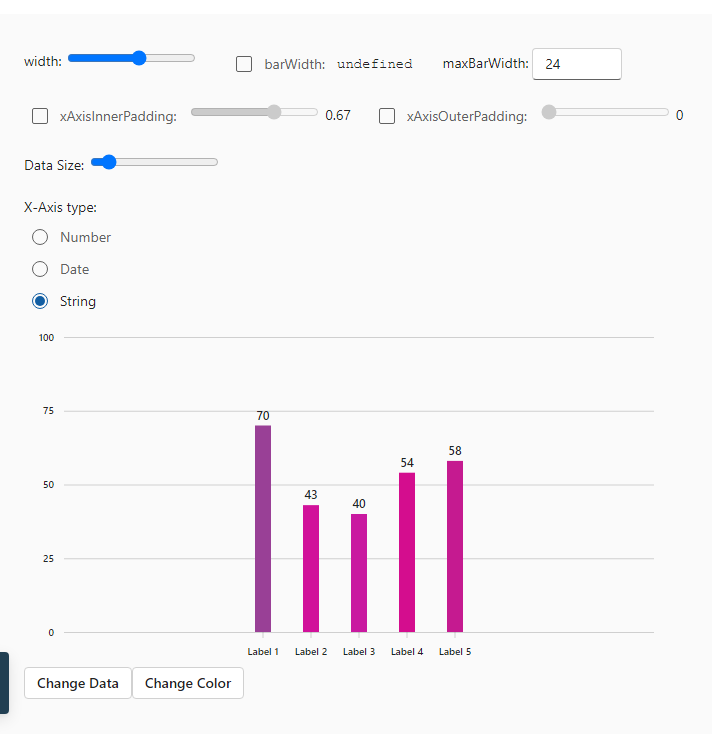 width: barWidth: undefined maxBarWidth: 24
xAxisInnerPadding: 0.67 xAxisOuterPadding: 0
Data Size:
X-Axis type:
Number
Date
String
100
75
50
25
0
70
43
40
54
58
Label 1 Label 2 Label 3 Label 4 Label 5
Change Data Change Color